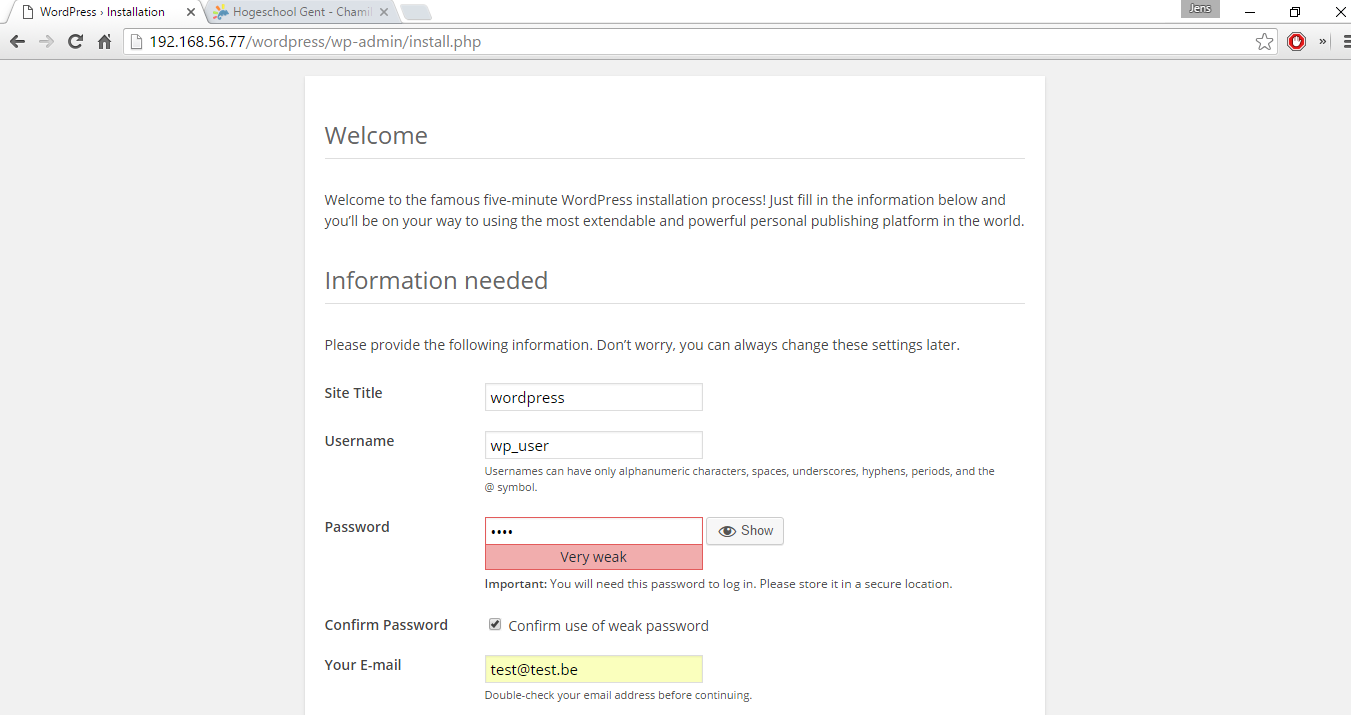 WordPress › Installation
Hogeschool Gent - Chamil
Jens
192.168.56.77/wordpress/wp-admin/install.php
Welcome
Welcome to the famous five-minute WordPress installation process! Just fill in the information below and
you’ll be on your way to using the most extendable and powerful personal publishing platform in the world.
Information needed
Please provide the following information. Don’t worry, you can always change these settings later.
Site Title
wordpress
Username
wp_user
Usernames can have only alphanumeric characters, spaces, underscores, hyphens, periods, and the
@ symbol.
Password
••••
Show
Very weak
Important: You will need this password to log in. Please store it in a secure location.
Confirm Password
Confirm use of weak password
Your E-mail
test@test.be
Double-check your email address before continuing.